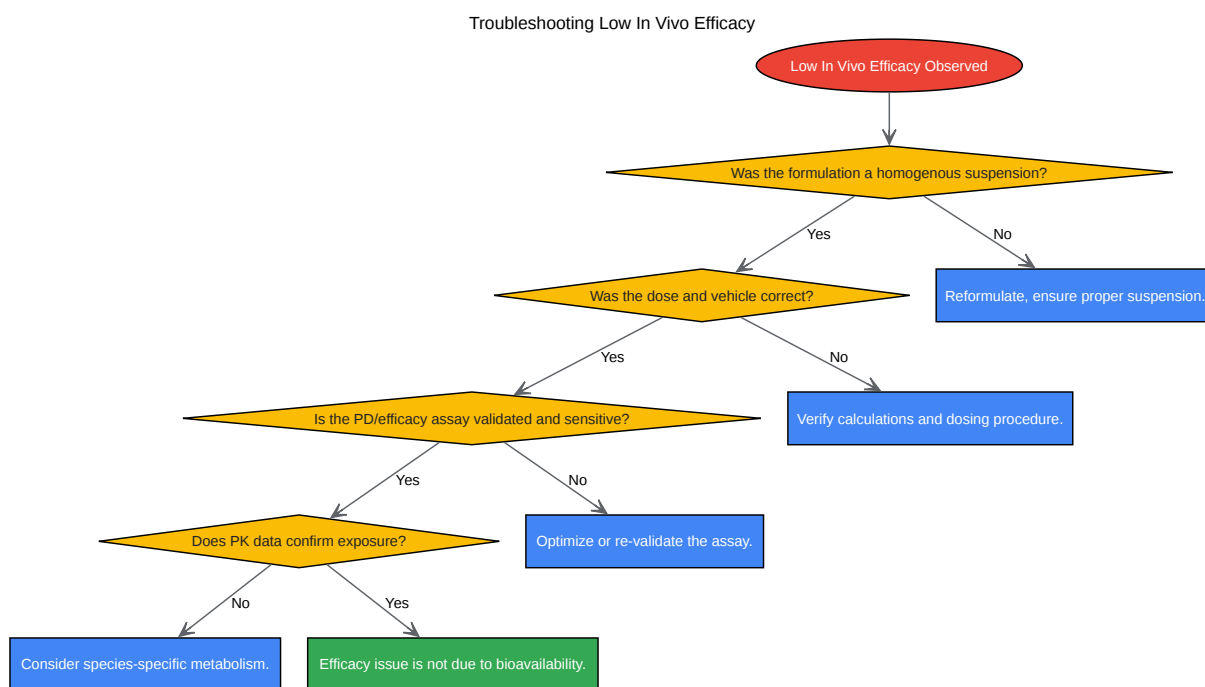 Troubleshooting Low In Vivo Efficacy
Low In Vivo Efficacy Observed
Was the formulation a homogenous suspension?
Yes
No
Was the dose and vehicle correct?
Reformulate, ensure proper suspension.
Yes
No
Is the PD/efficacy assay validated and sensitive?
Verify calculations and dosing procedure.
Yes
No
Does PK data confirm exposure?
Optimize or re-validate the assay.
No
Yes
Consider species-specific metabolism.
Efficacy issue is not due to bioavailability.